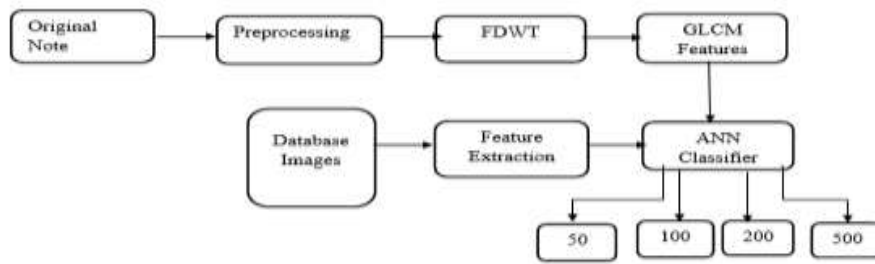 Original
Note
Preprocessing
FDWT
GLCM
Features
Database
Images
Feature
Extraction
ANN
Classifier
50
100
200
500